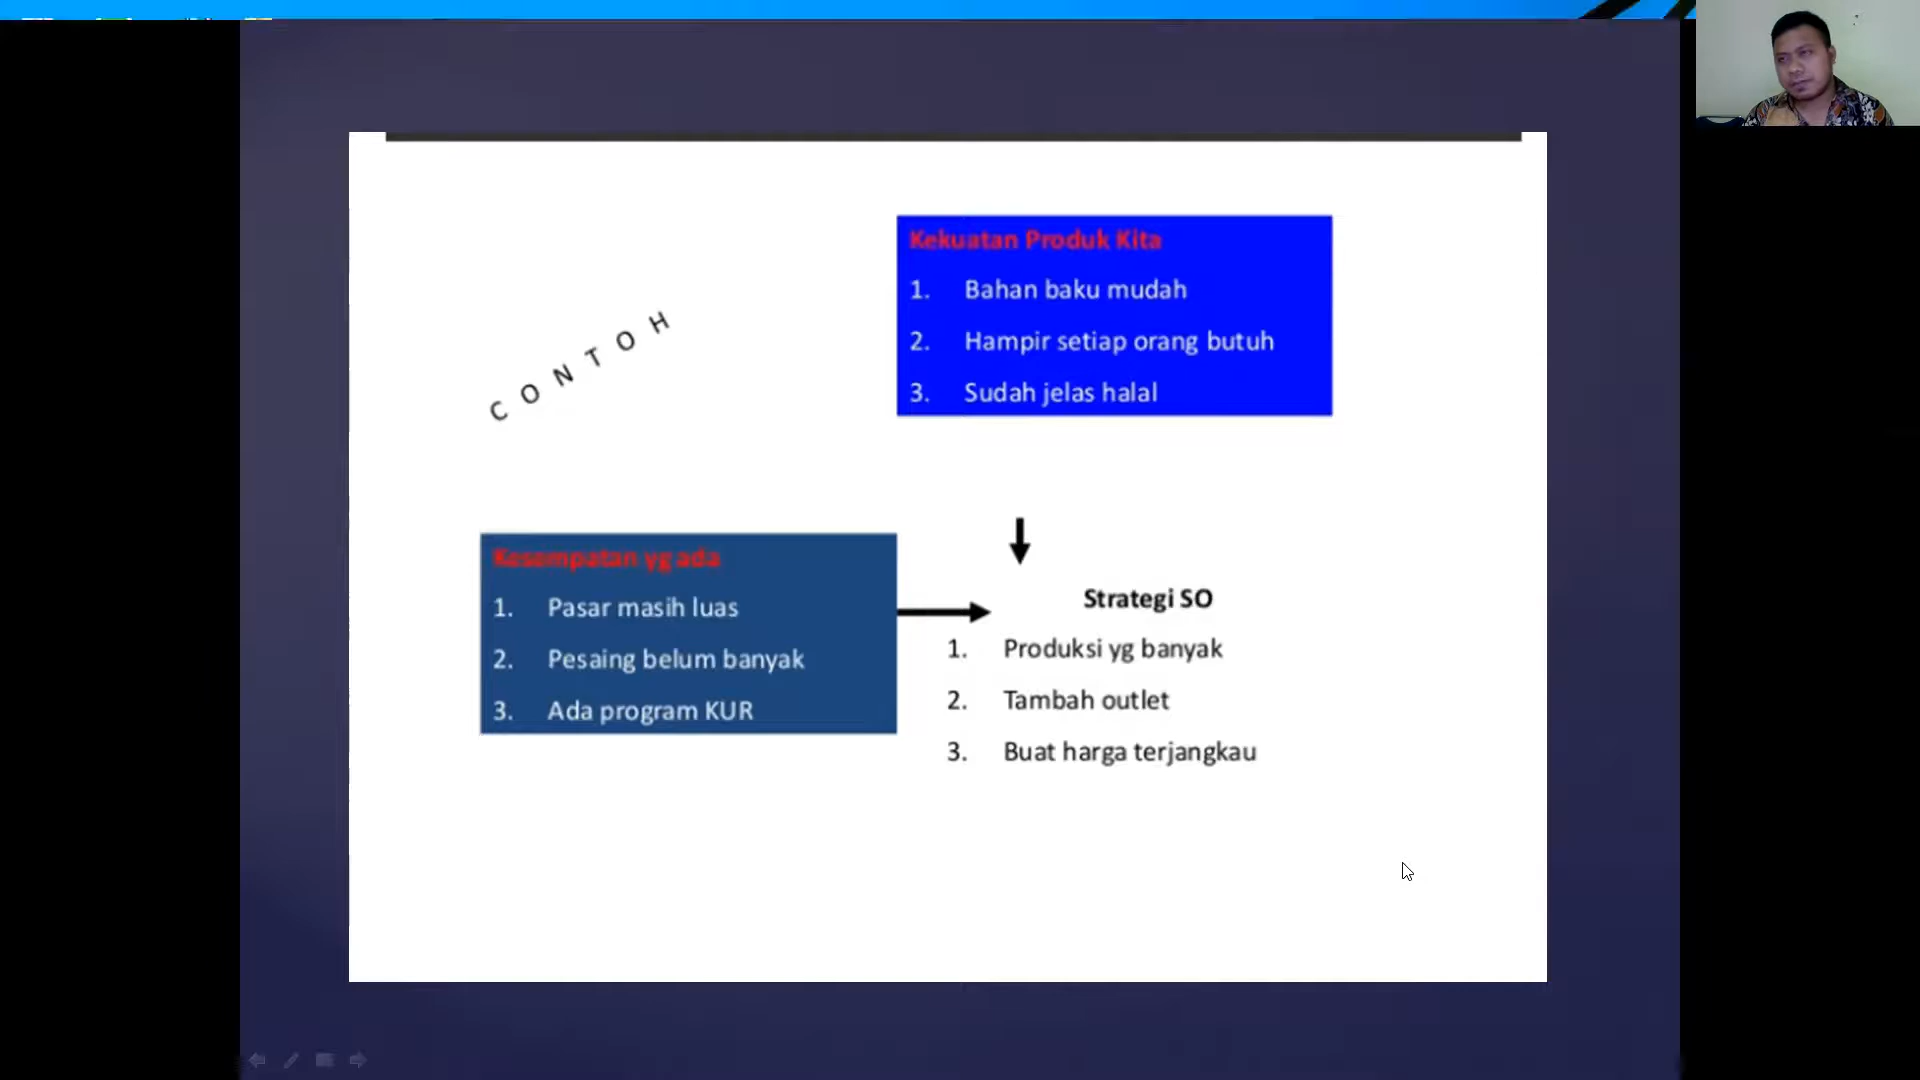 CONTOH
Kekuatan Produk Kita
1. Bahan baku mudah
2. Hampir setiap orang butuh
3. Sudah jelas halal
Kesempatan yg ada
1. Pasar masih luas
2. Pesaing belum banyak
3. Ada program KUR
Strategi SO
1. Produksi yg banyak
2. Tambah outlet
3. Buat harga terjangkau